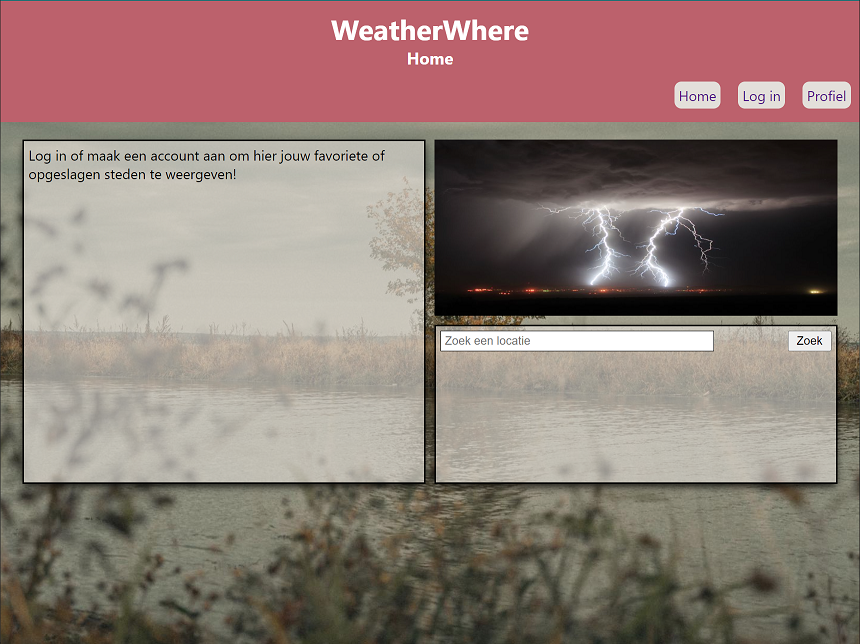 WeatherWhere
Home
Home Log in Profiel
Log in of maak een account aan om hier jouw favoriete of
opgeslagen steden te weergeven!
Zoek een locatie Zoek